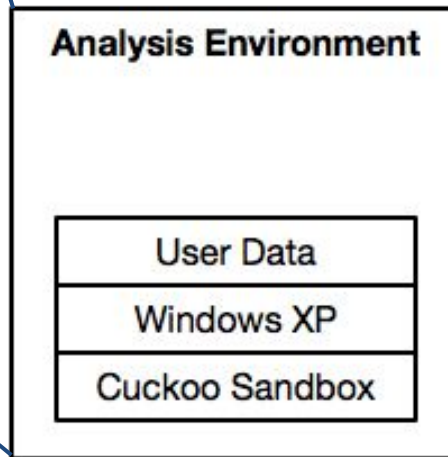 Analysis Environment
User Data
Windows XP
Cuckoo Sandbox